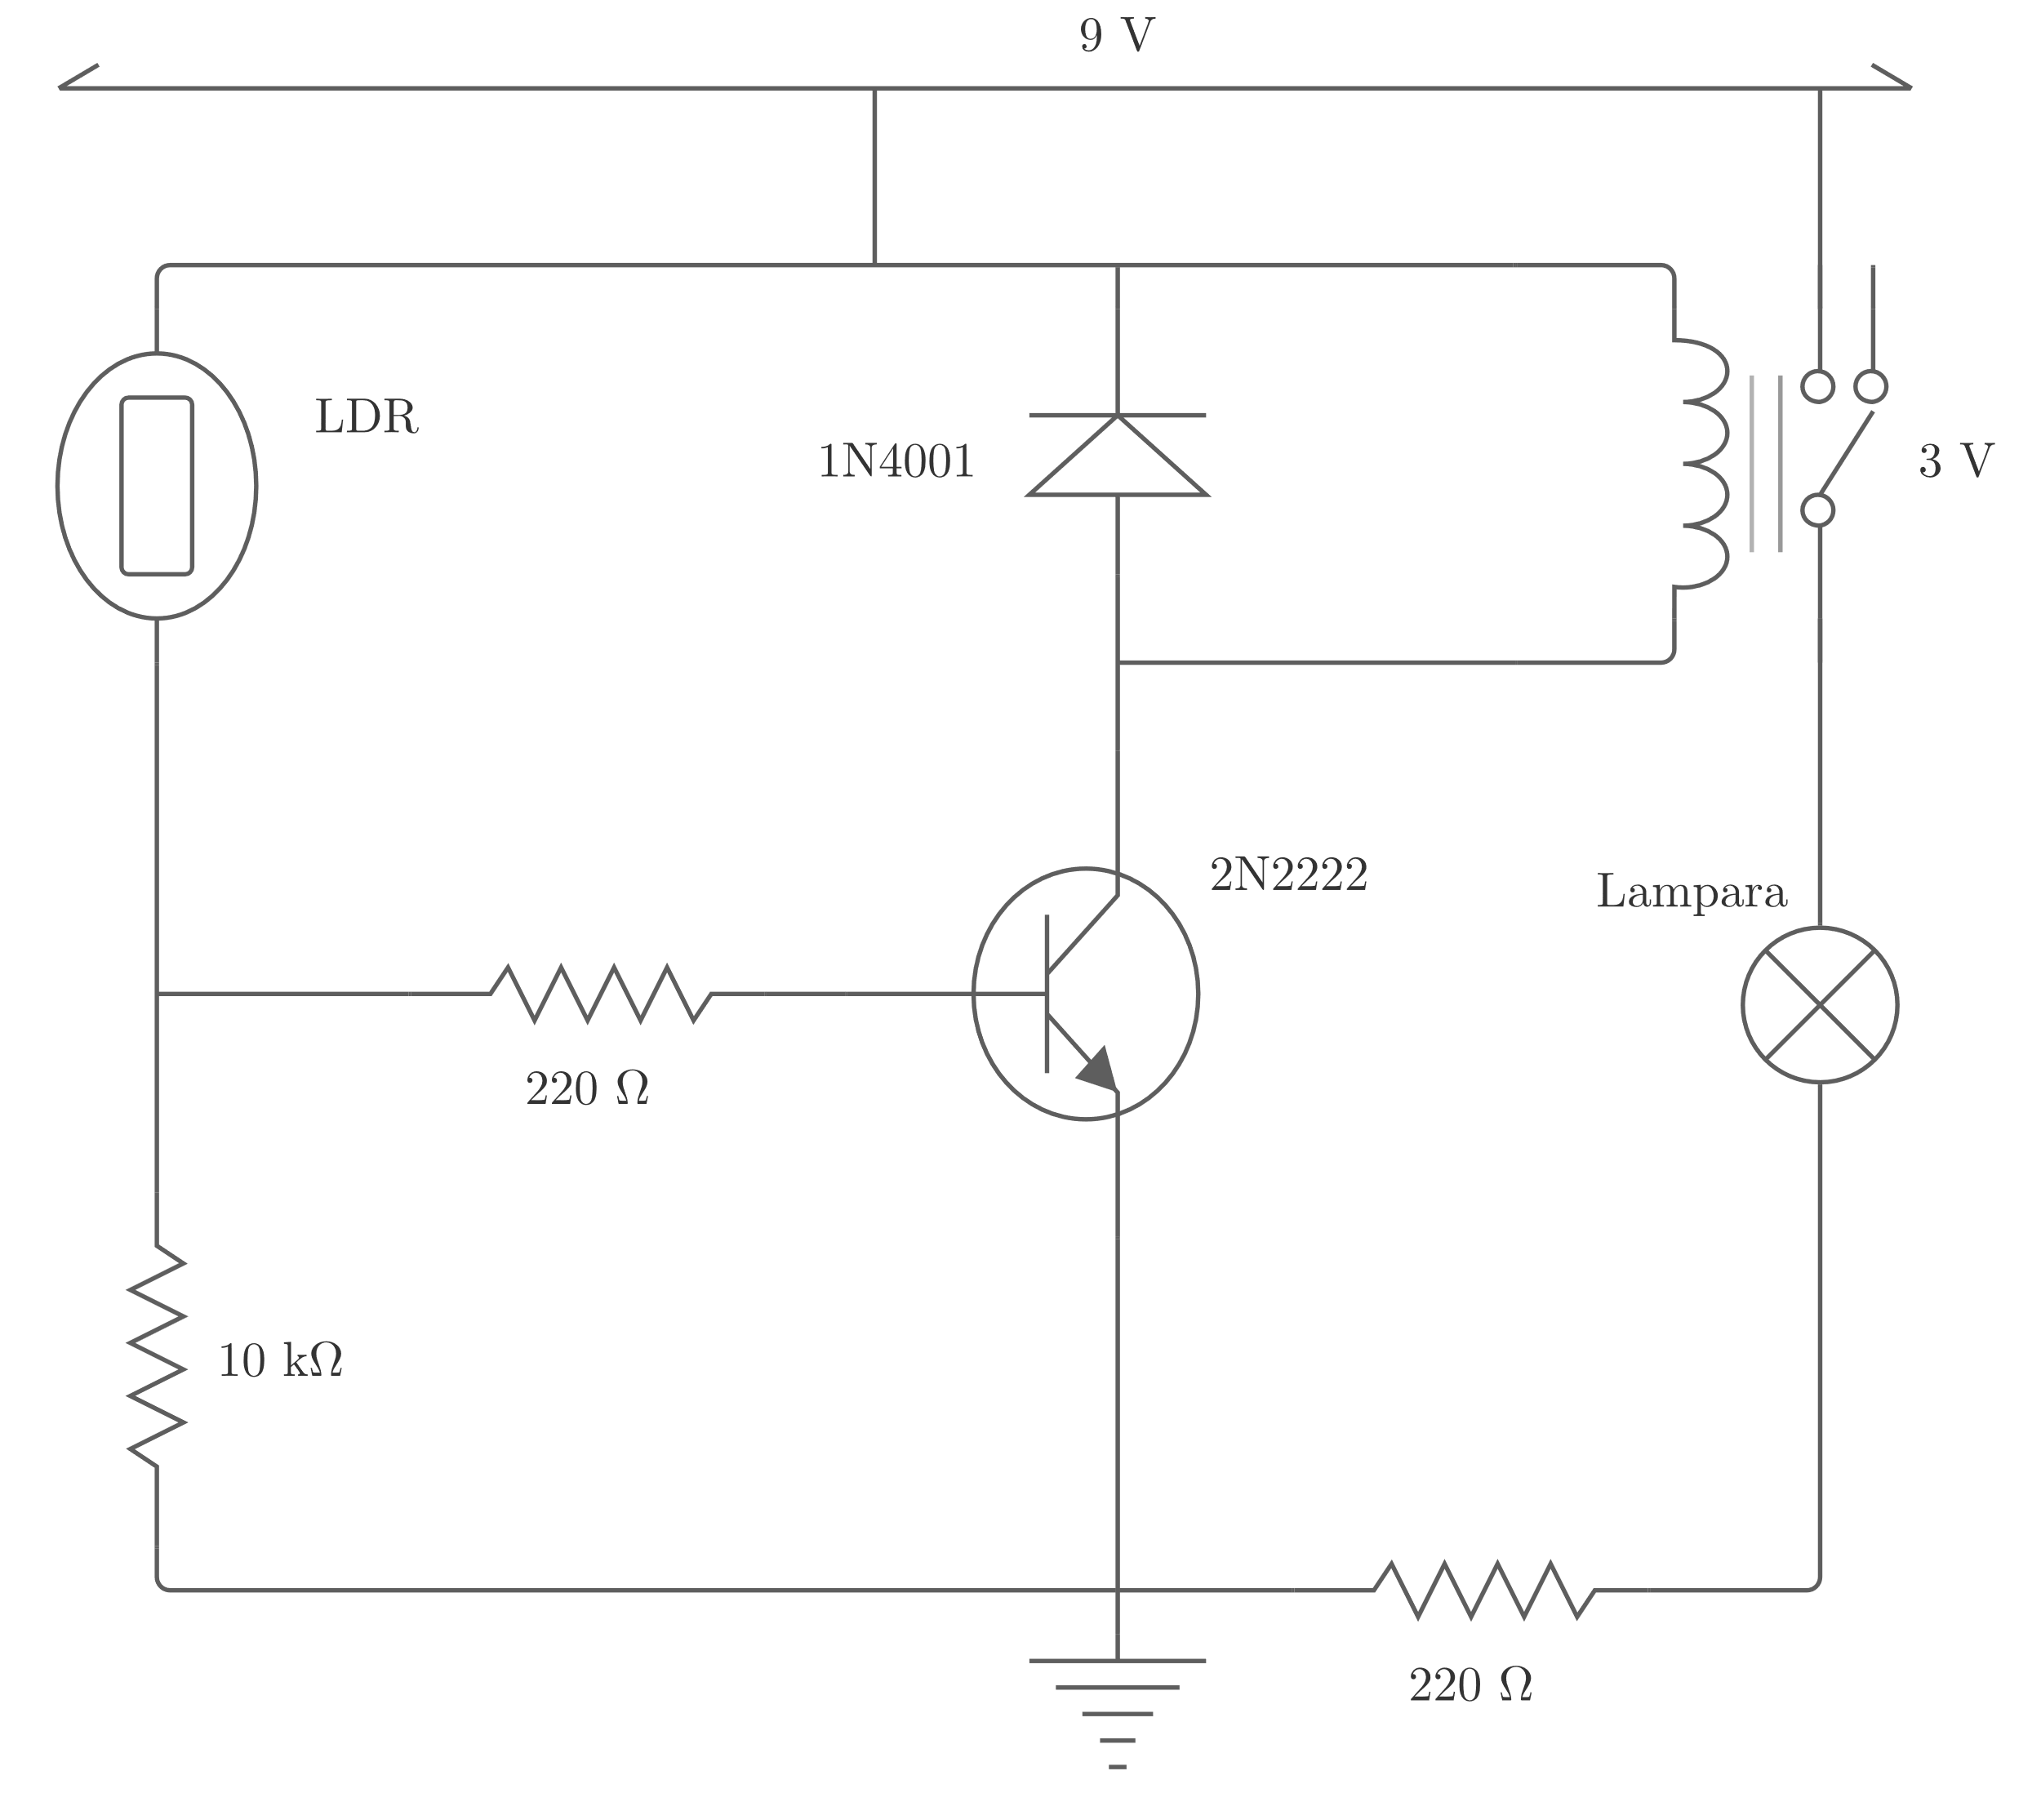 9 V
LDR
1N4001
3 V
2N2222
Lampara
220 Ω
10 kΩ
220 Ω